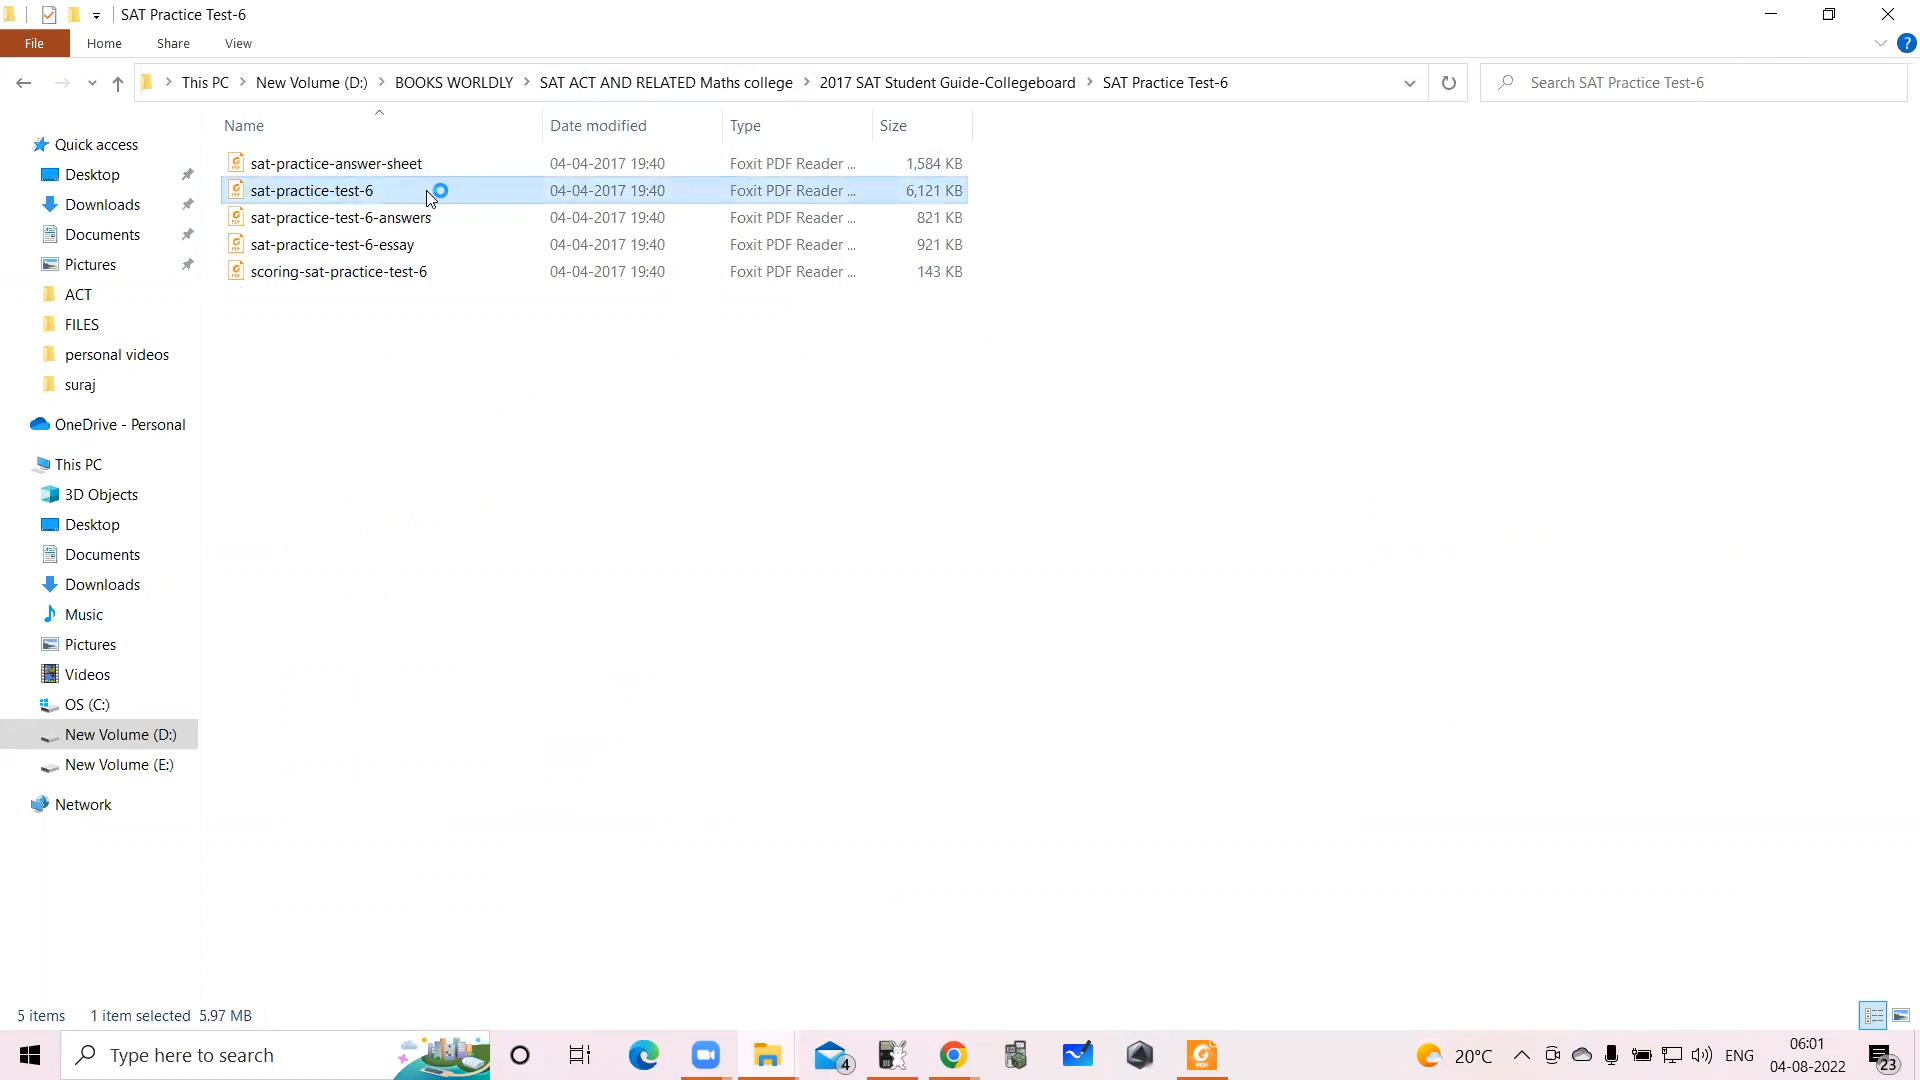 SAT Practice Test-6
File Home Share View
This PC New Volume (D:) BOOKS WORLDLY SAT ACT AND RELATED Maths college 2017 SAT Student Guide-Collegeboard SAT Practice Test-6 Search SAT Practice Test-6
Name Date modified Type Size
sat-practice-answer-sheet 04-04-2017 19:40 Foxit PDF Reader ... 1,584 KB
sat-practice-test-6 04-04-2017 19:40 Foxit PDF Reader ... 6,121 KB
sat-practice-test-6-answers 04-04-2017 19:40 Foxit PDF Reader ... 821 KB
sat-practice-test-6-essay 04-04-2017 19:40 Foxit PDF Reader ... 921 KB
scoring-sat-practice-test-6 04-04-2017 19:40 Foxit PDF Reader ... 143 KB
Quick access
Desktop
Downloads
Documents
Pictures
ACT
FILES
personal videos
suraj
OneDrive - Personal
This PC
3D Objects
Desktop
Documents
Downloads
Music
Pictures
Videos
OS (C:)
New Volume (D:)
New Volume (E:)
Network
5 items 1 item selected 5.97 MB
Type here to search
4
20°C
ENG
06:01
04-08-2022
23